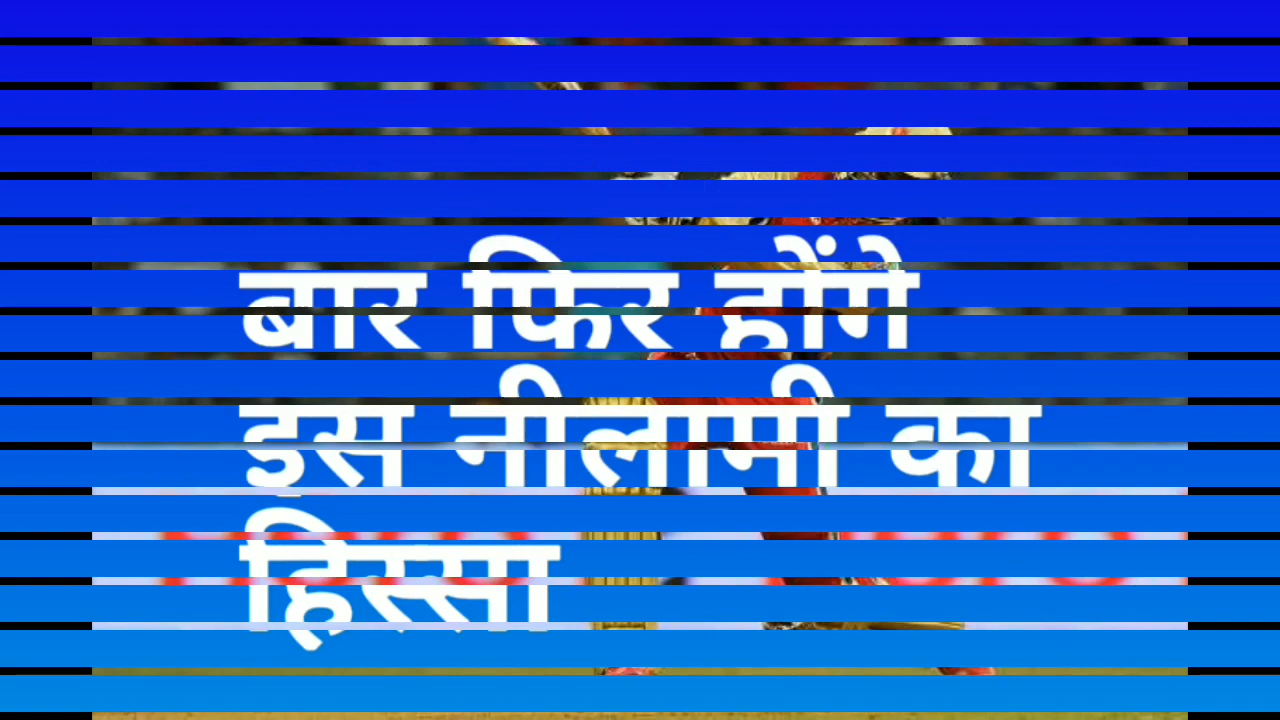 बार फिर होंगे
इस नीलामी का
हिस्सा